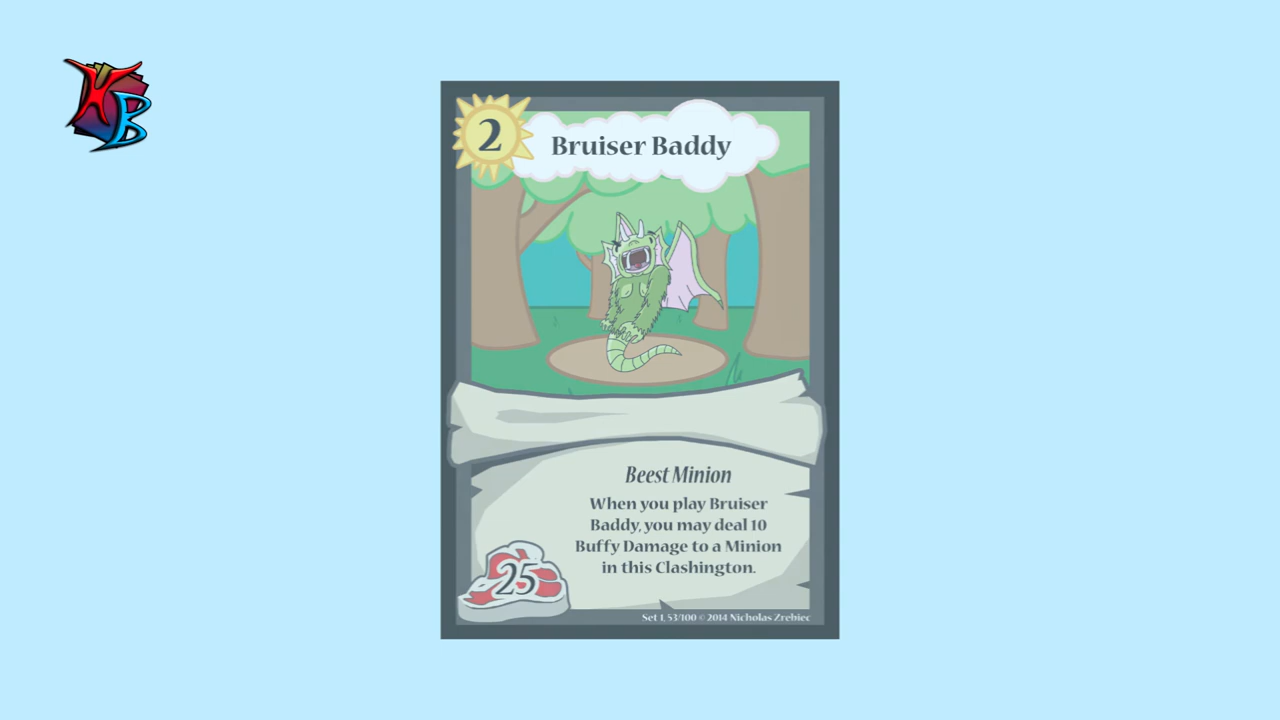 KB
2
Bruiser Baddy
Beest Minion
When you play Bruiser
Baddy, you may deal 10
Buffy Damage to a Minion
in this Clashington.
25
Set 1, 53/100 © 2014 Nicholas Zrebiec